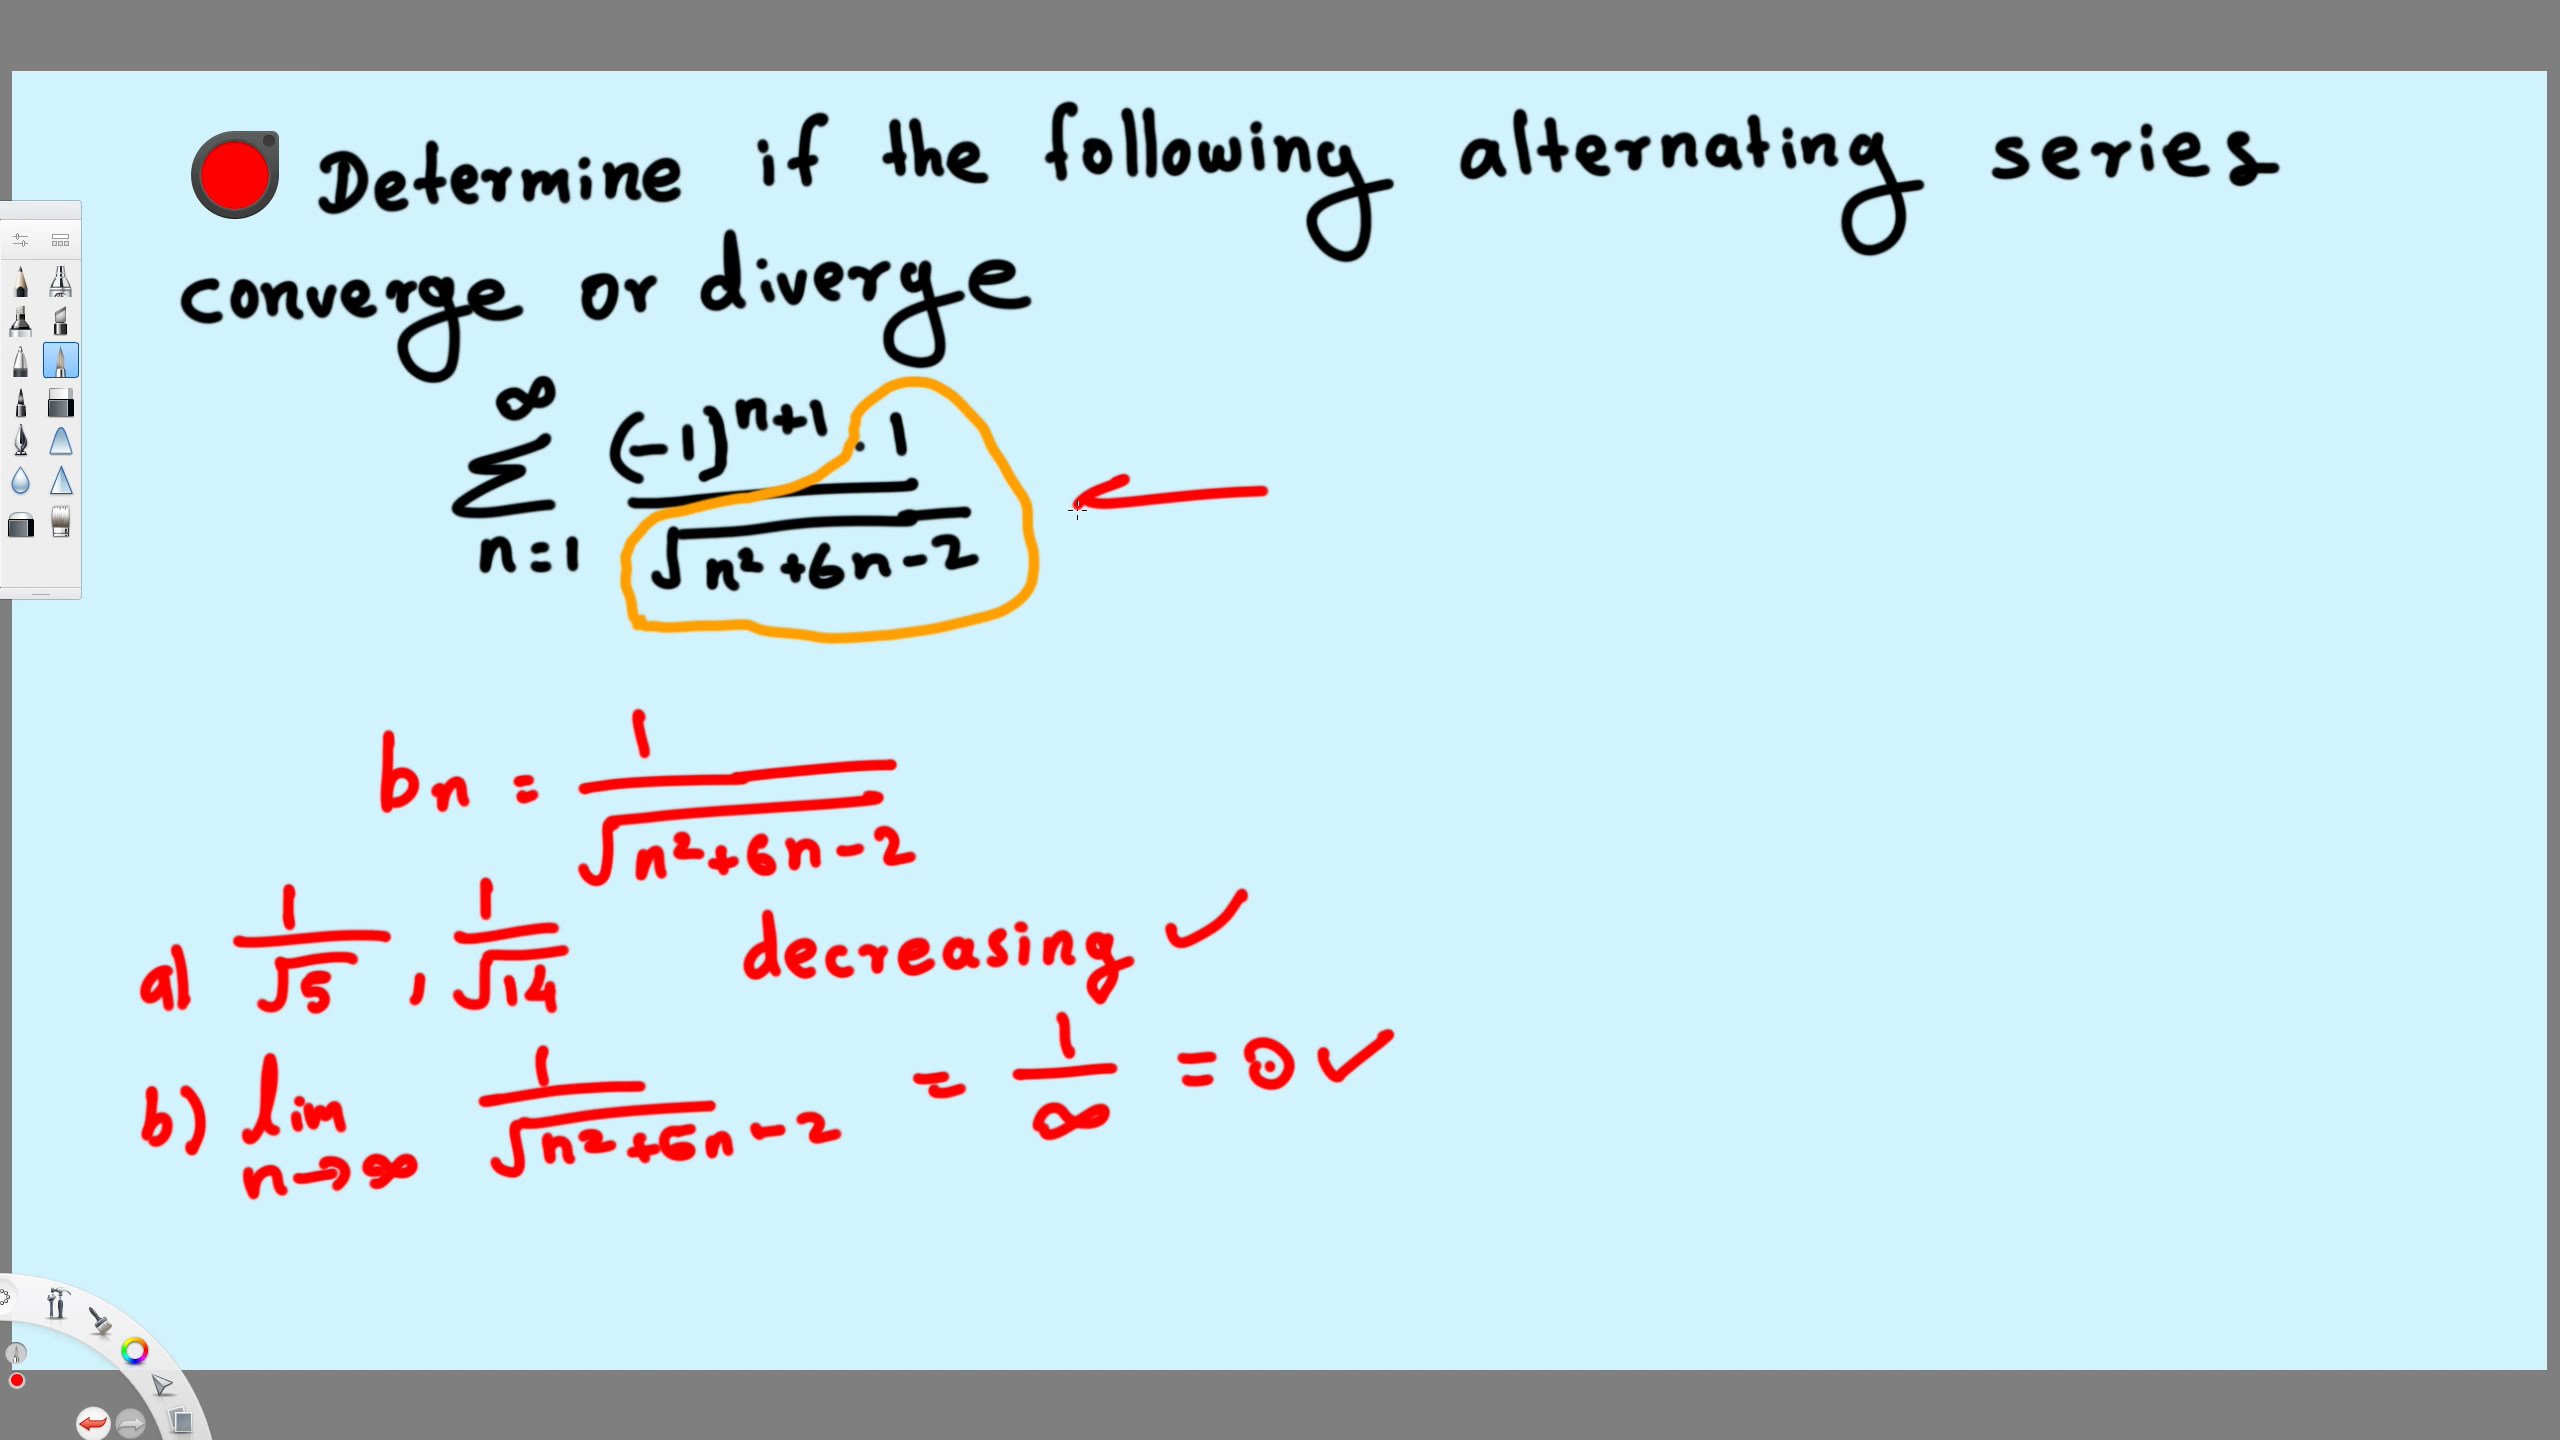 Determine if the following alternating series
converge or diverge
∞
Σ (-1)^{n+1} · 1 / √(n²+6n-2)
n=1
bn = 1 / √(n²+6n-2)
a) 1/√5 , 1/√14 decreasing ✓
b) lim n→∞ 1 / √(n²+6n-2) = 1/∞ = 0 ✓